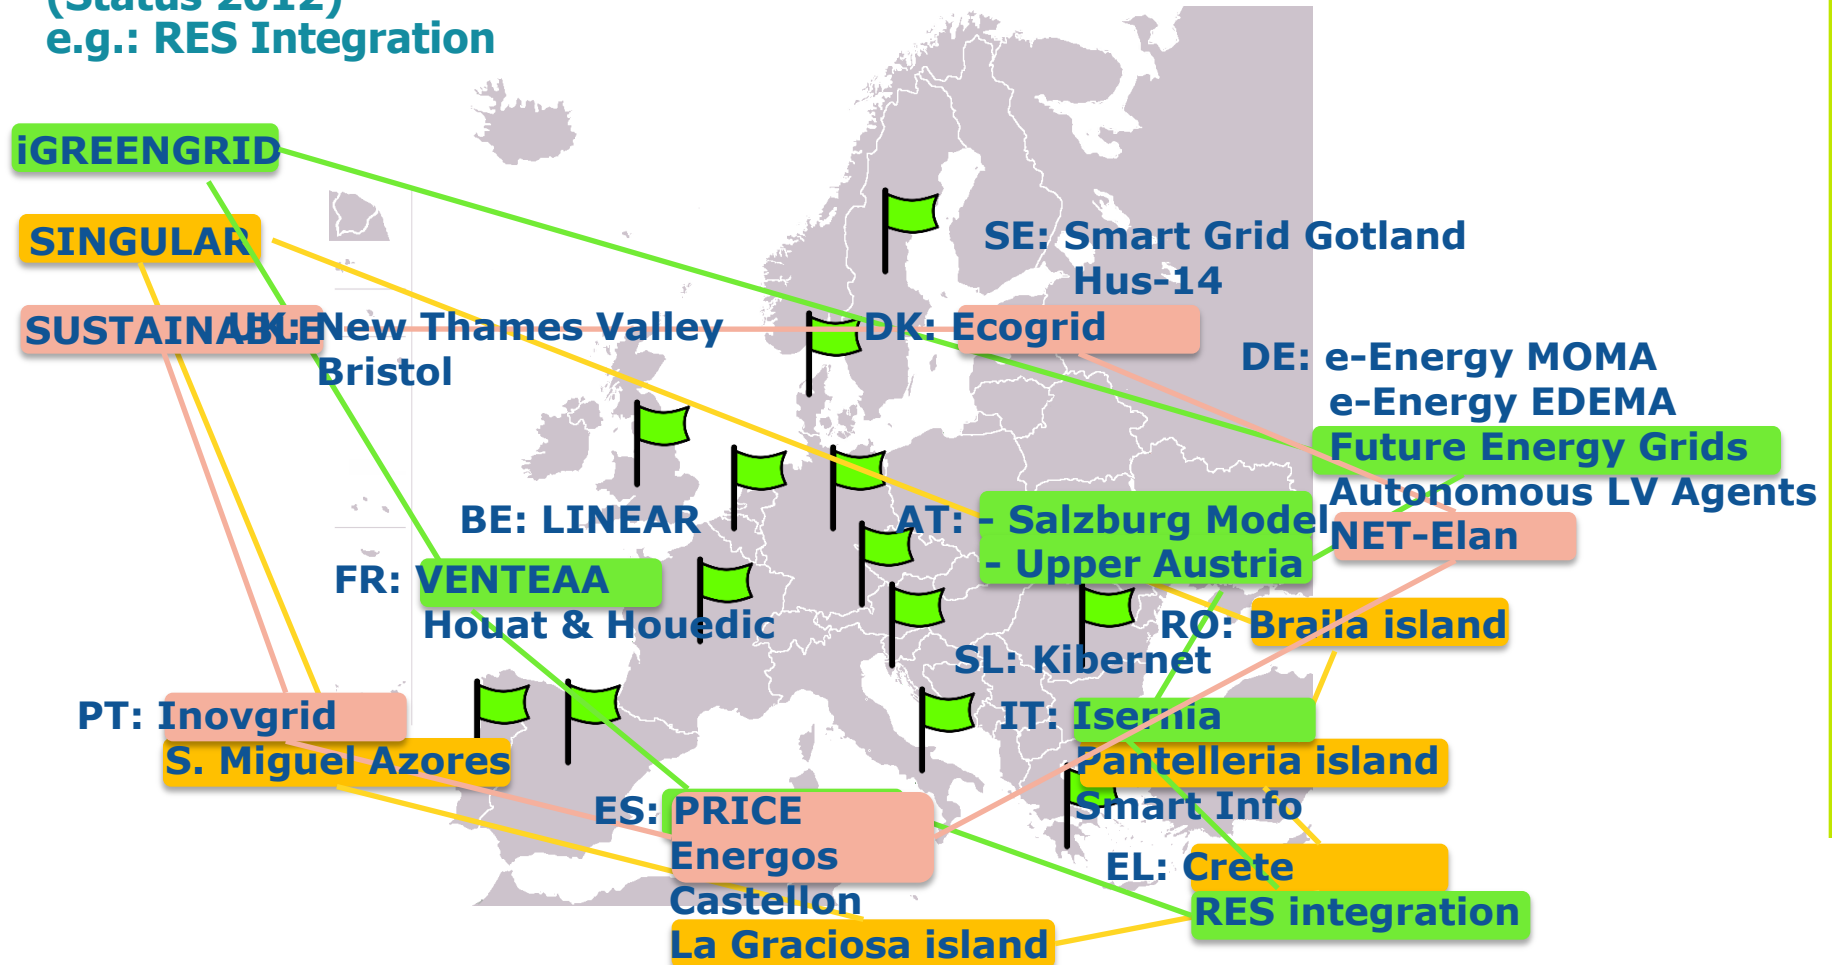 (Status 2012)
e.g.: RES Integration
iGREENGRID
SINGULAR
SUSTAINABLE
UK: New Thames Valley
Bristol
SE: Smart Grid Gotland
Hus-14
DK: Ecogrid
DE: e-Energy MOMA
e-Energy EDEMA
Future Energy Grids
Autonomous LV Agents
NET-Elan
BE: LINEAR
AT: - Salzburg Model
- Upper Austria
FR: VENTEAA
Houat & Houedic
RO: Braila island
SL: Kibernet
PT: Inovgrid
S. Miguel Azores
IT: Isernia
Pantelleria island
Smart Info
ES: PRICE
Energos
Castellon
La Graciosa island
EL: Crete
RES integration